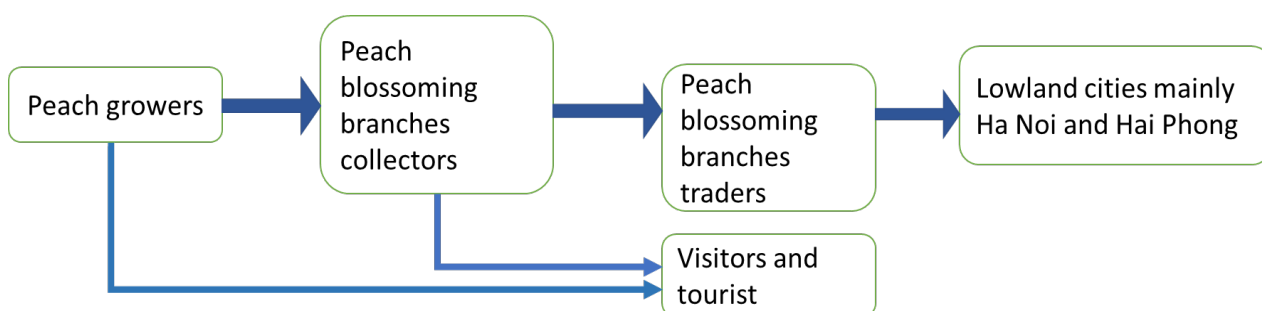 Peach growers
Peach
blossoming
branches
collectors
Peach
blossoming
branches
traders
Lowland cities mainly
Ha Noi and Hai Phong
Visitors and
tourist